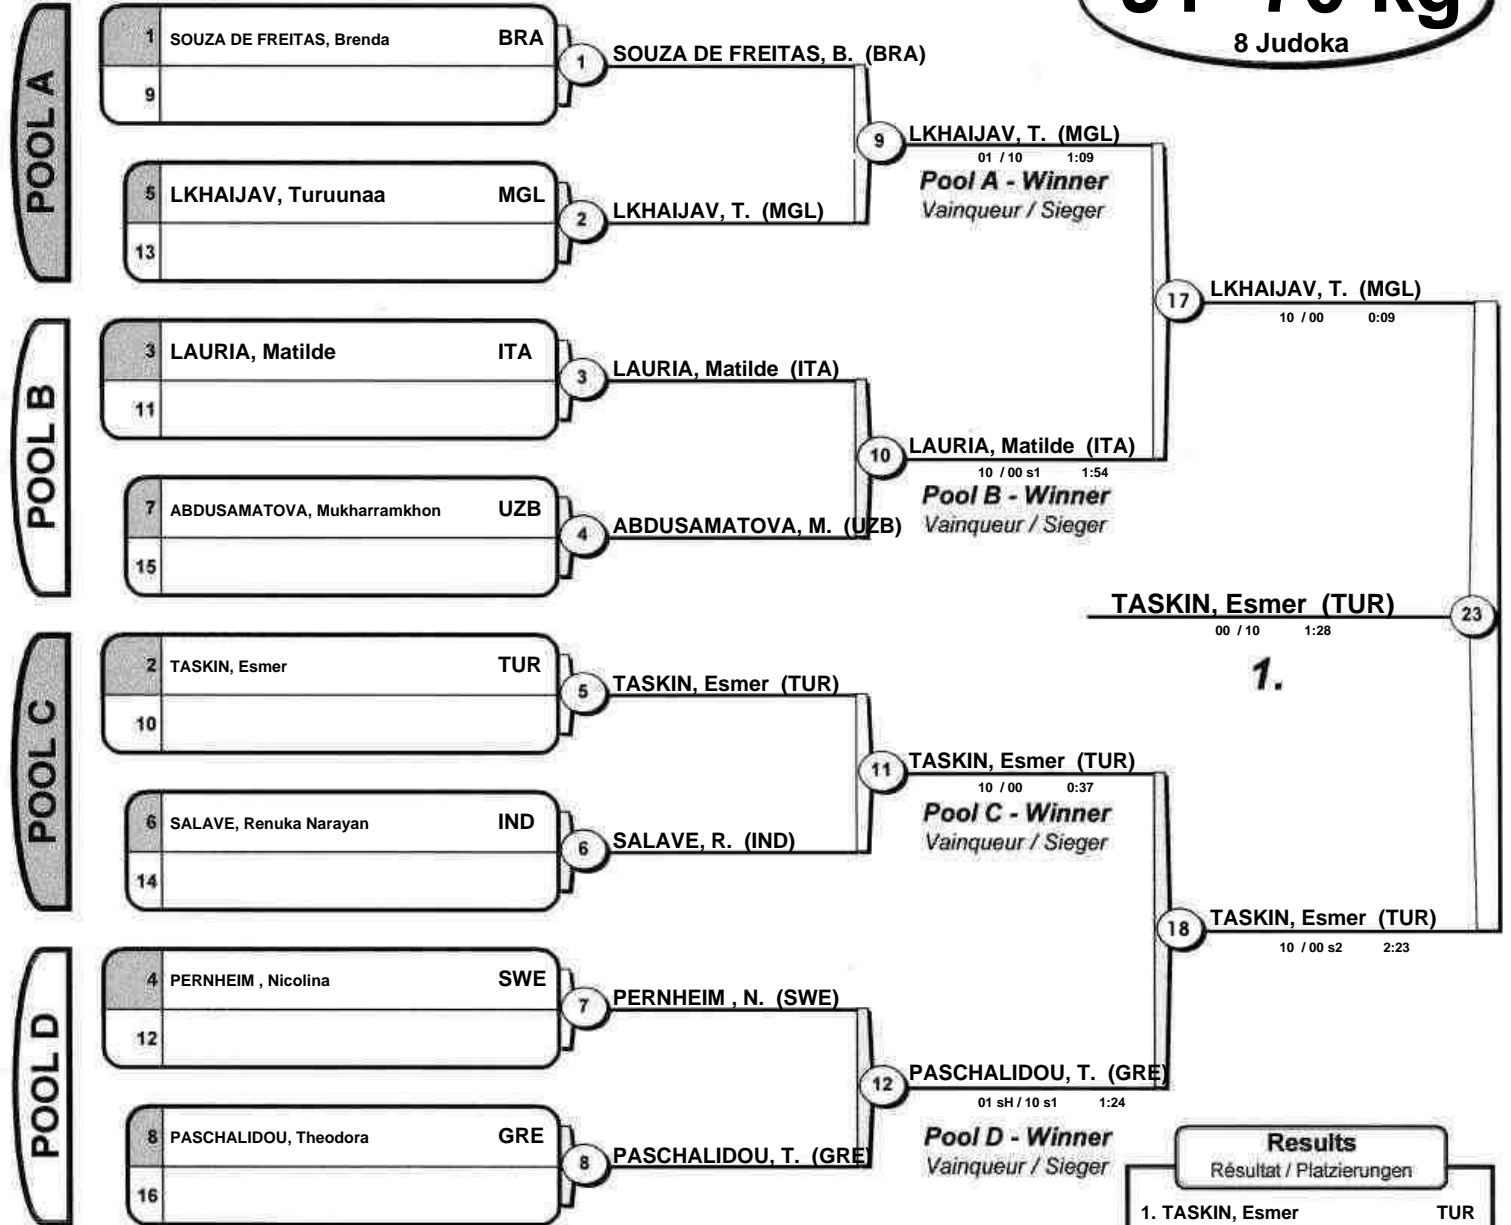 8 Judoka
POOL A
1 SOUZA DE FREITAS, Brenda BRA
9
1 SOUZA DE FREITAS, B. (BRA)
5 LKHAIJAV, Turuunaa MGL
13
2 LKHAIJAV, T. (MGL)
9 LKHAIJAV, T. (MGL)
01 / 10 1:09
Pool A - Winner
Vainqueur / Sieger
POOL B
3 LAURIA, Matilde ITA
11
3 LAURIA, Matilde (ITA)
7 ABDUSAMATOVA, Mukharramkhon UZB
15
4 ABDUSAMATOVA, M. (UZB)
10 LAURIA, Matilde (ITA)
10 / 00 s1 1:54
Pool B - Winner
Vainqueur / Sieger
17 LKHAIJAV, T. (MGL)
10 / 00 0:09
TASKIN, Esmer (TUR) 23
00 / 10 1:28
1.
POOL C
2 TASKIN, Esmer TUR
10
5 TASKIN, Esmer (TUR)
6 SALAVE, Renuka Narayan IND
14
6 SALAVE, R. (IND)
11 TASKIN, Esmer (TUR)
10 / 00 0:37
Pool C - Winner
Vainqueur / Sieger
18 TASKIN, Esmer (TUR)
10 / 00 s2 2:23
POOL D
4 PERNHEIM , Nicolina SWE
12
7 PERNHEIM , N. (SWE)
8 PASCHALIDOU, Theodora GRE
16
8 PASCHALIDOU, T. (GRE
12 PASCHALIDOU, T. (GRE)
01 sH / 10 s1 1:24
Pool D - Winner
Vainqueur / Sieger
Results
Résultat / Platzierungen
1. TASKIN, Esmer TUR